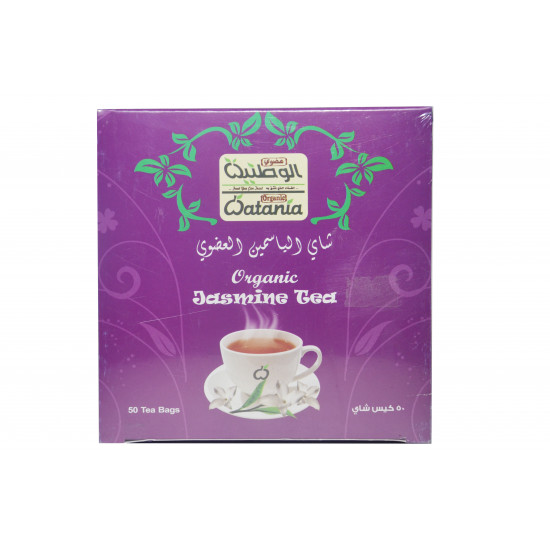 عضوي
الوطنية
Organic
Watania
شاي الياسمين العضوي
Organic
Jasmine Tea
50 Tea Bags
٥٠ كيس شاي